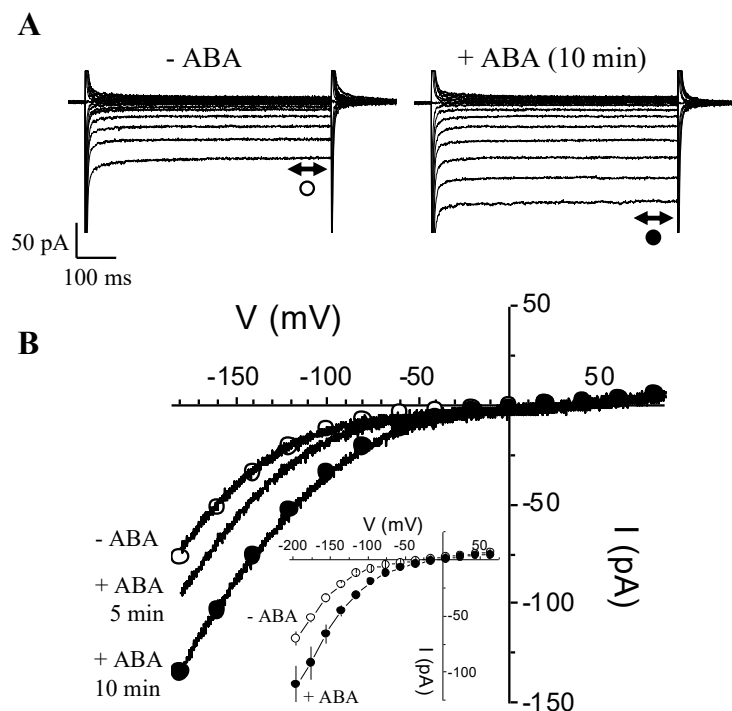 A
- ABA
+ ABA (10 min)
50 pA
100 ms
B
V (mV)
50
-150
-100
-50
50
-50
-100
-150
I (pA)
- ABA
+ ABA
5 min
+ ABA
10 min
V (mV)
-200
-150
-100
-50
50
-50
-100
I (pA)
- ABA
+ ABA